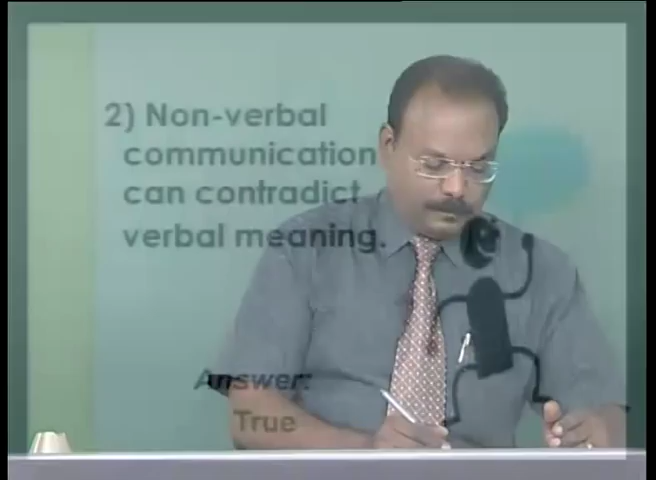 2) Non-verbal
communication
can contradict
verbal meaning.
Answer:
True